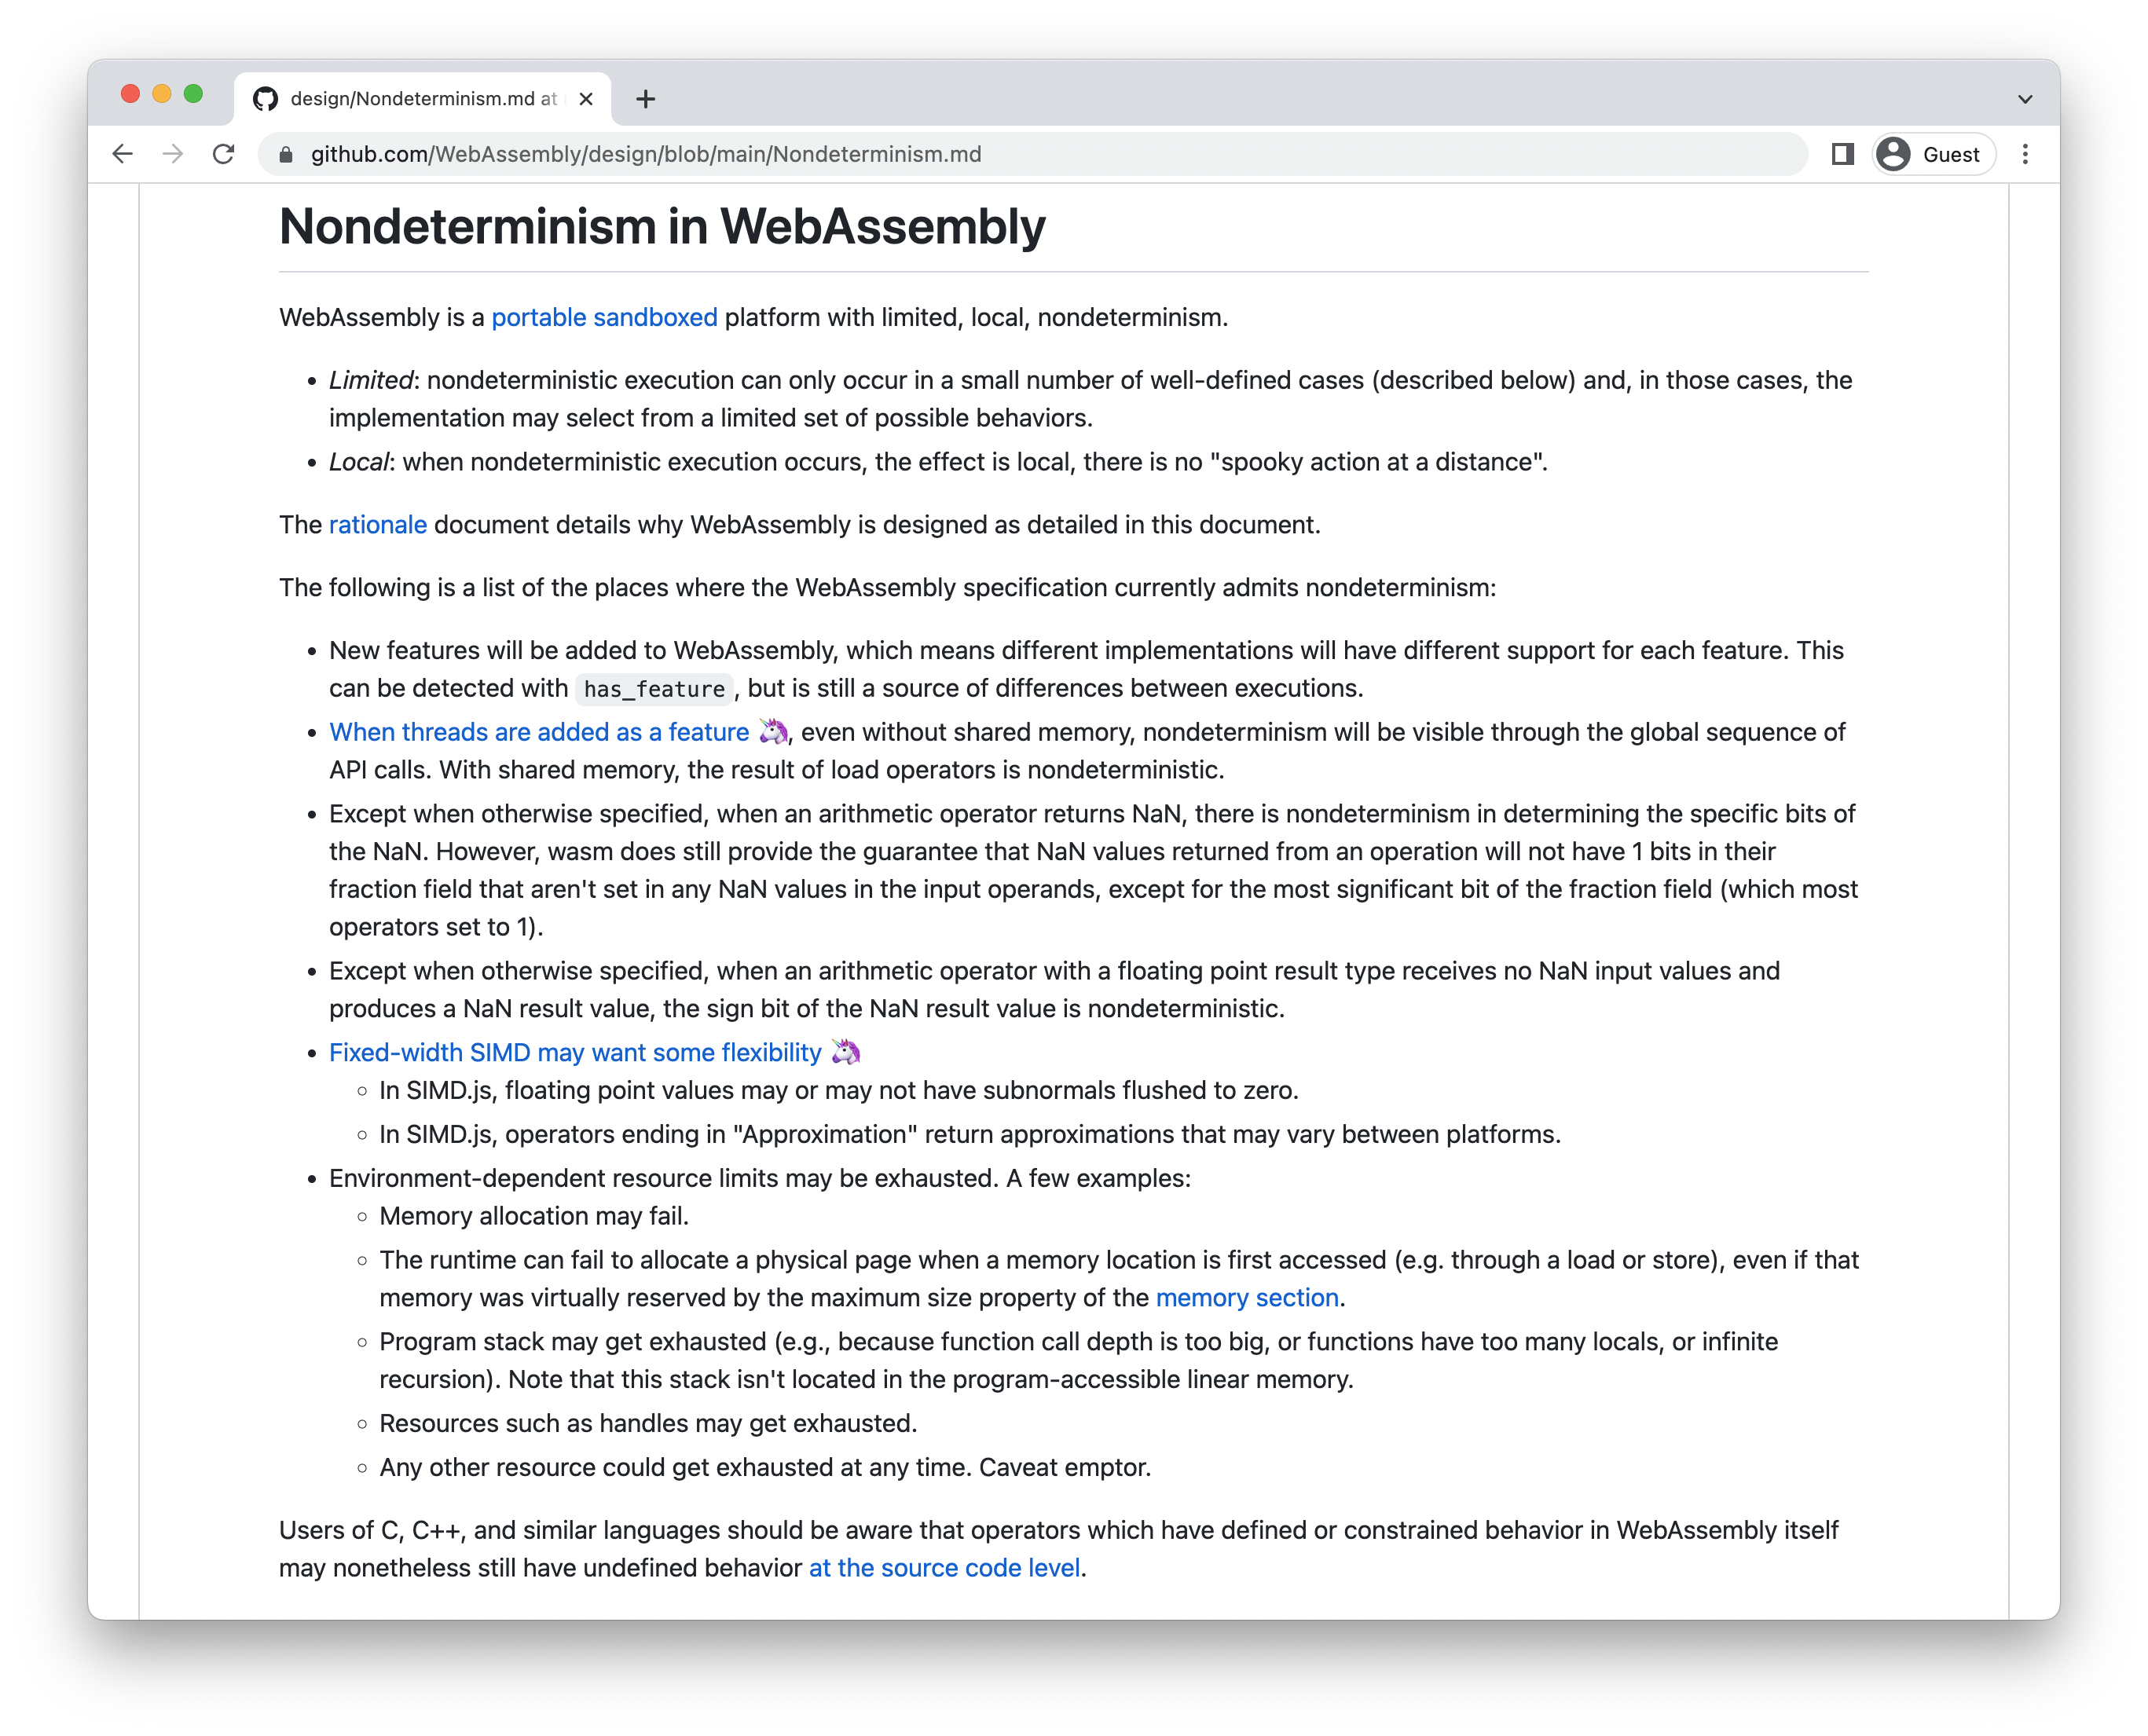 design/Nondeterminism.md at
github.com/WebAssembly/design/blob/main/Nondeterminism.md
Guest
Nondeterminism in WebAssembly
WebAssembly is a portable sandboxed platform with limited, local, nondeterminism.
• Limited: nondeterministic execution can only occur in a small number of well-defined cases (described below) and, in those cases, the
implementation may select from a limited set of possible behaviors.
• Local: when nondeterministic execution occurs, the effect is local, there is no "spooky action at a distance".
The rationale document details why WebAssembly is designed as detailed in this document.
The following is a list of the places where the WebAssembly specification currently admits nondeterminism:
• New features will be added to WebAssembly, which means different implementations will have different support for each feature. This
can be detected with has_feature, but is still a source of differences between executions.
• When threads are added as a feature 🦄, even without shared memory, nondeterminism will be visible through the global sequence of
API calls. With shared memory, the result of load operators is nondeterministic.
• Except when otherwise specified, when an arithmetic operator returns NaN, there is nondeterminism in determining the specific bits of
the NaN. However, wasm does still provide the guarantee that NaN values returned from an operation will not have 1 bits in their
fraction field that aren't set in any NaN values in the input operands, except for the most significant bit of the fraction field (which most
operators set to 1).
• Except when otherwise specified, when an arithmetic operator with a floating point result type receives no NaN input values and
produces a NaN result value, the sign bit of the NaN result value is nondeterministic.
• Fixed-width SIMD may want some flexibility 🦄
◦ In SIMD.js, floating point values may or may not have subnormals flushed to zero.
◦ In SIMD.js, operators ending in "Approximation" return approximations that may vary between platforms.
• Environment-dependent resource limits may be exhausted. A few examples:
◦ Memory allocation may fail.
◦ The runtime can fail to allocate a physical page when a memory location is first accessed (e.g. through a load or store), even if that
memory was virtually reserved by the maximum size property of the memory section.
◦ Program stack may get exhausted (e.g., because function call depth is too big, or functions have too many locals, or infinite
recursion). Note that this stack isn't located in the program-accessible linear memory.
◦ Resources such as handles may get exhausted.
◦ Any other resource could get exhausted at any time. Caveat emptor.
Users of C, C++, and similar languages should be aware that operators which have defined or constrained behavior in WebAssembly itself
may nonetheless still have undefined behavior at the source code level.